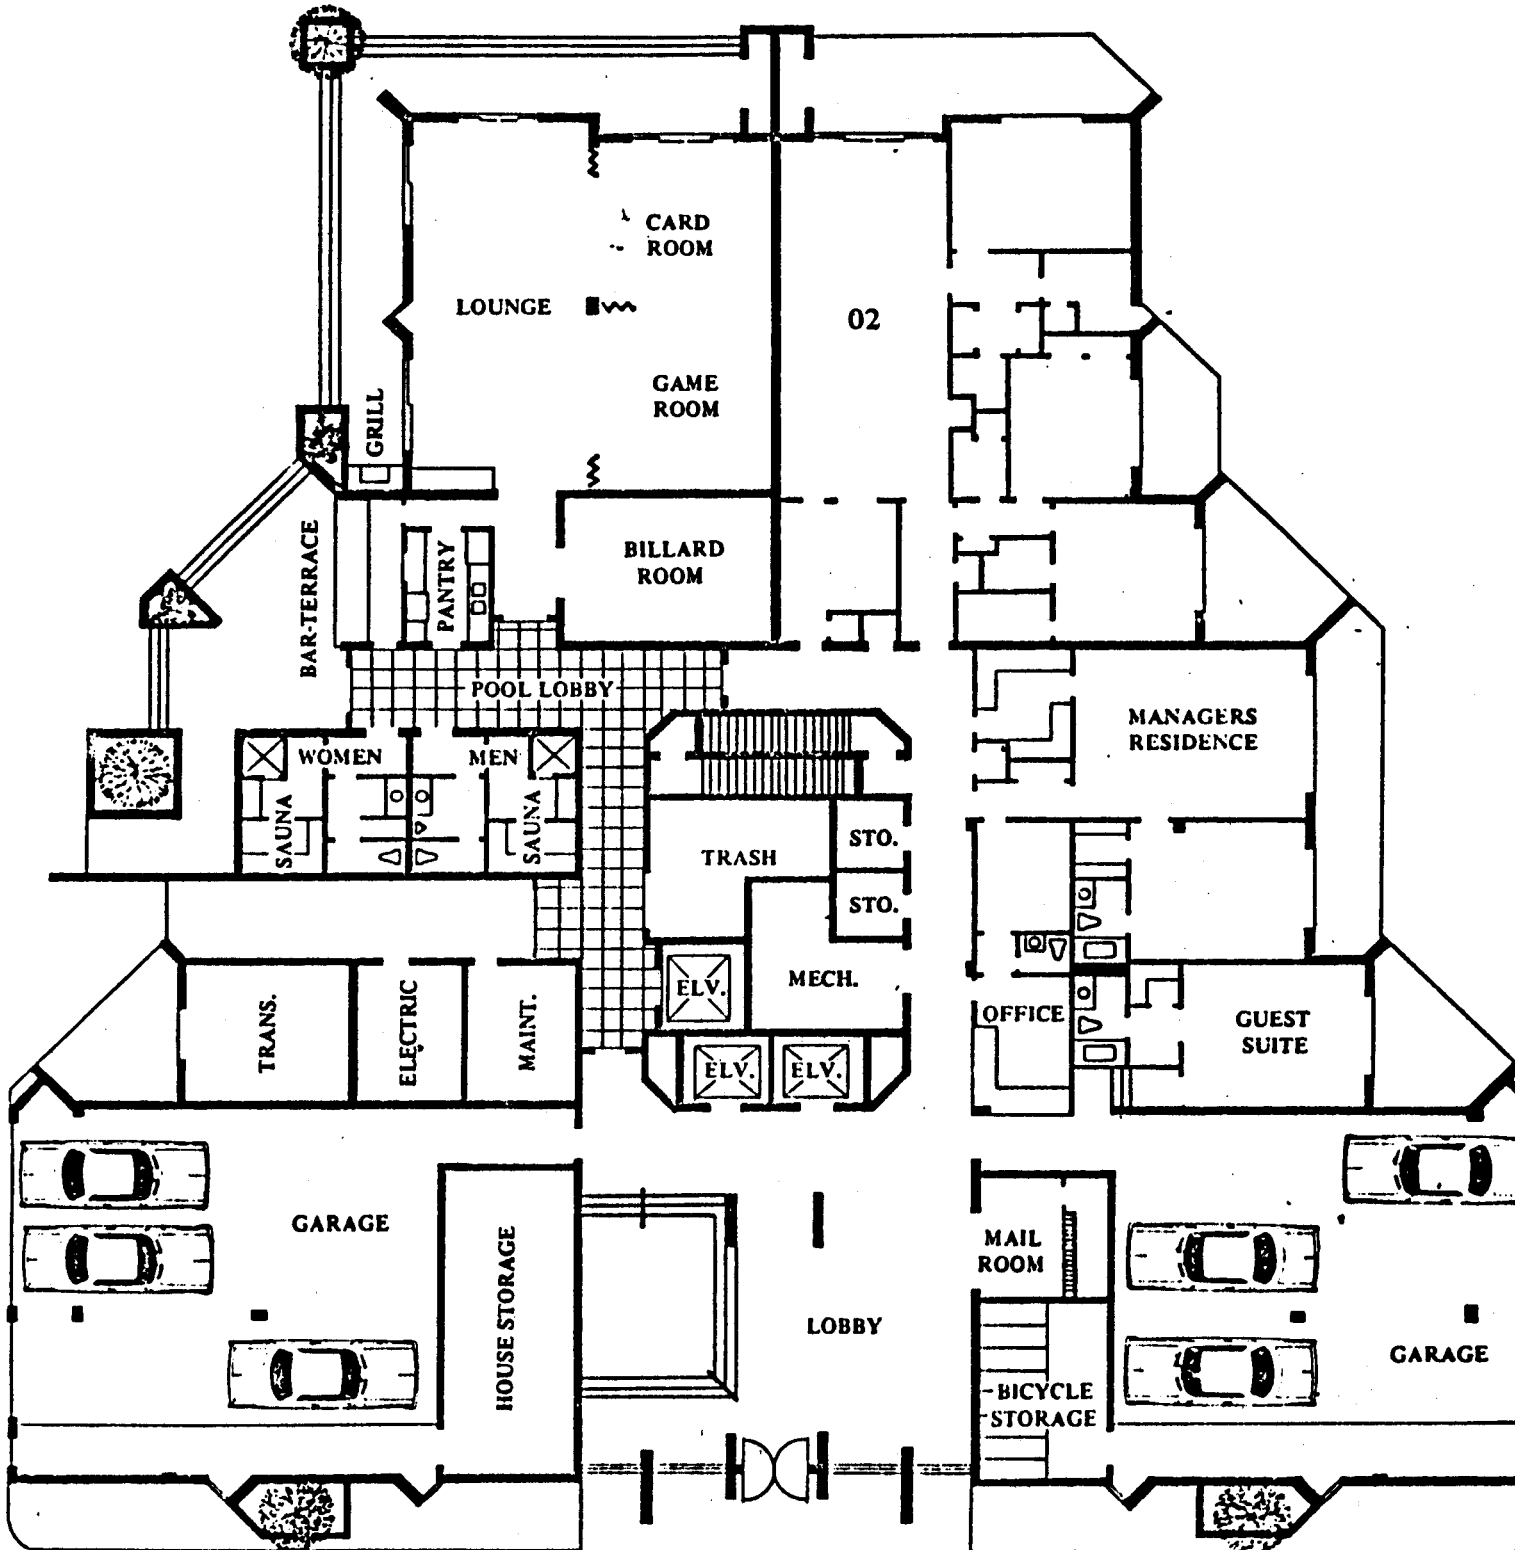 CARD
ROOM
LOUNGE
02
GAME
ROOM
GRILL
BAR-TERRACE
PANTRY
BILLARD
ROOM
POOL LOBBY
MANAGERS
RESIDENCE
WOMEN
MEN
SAUNA
SAUNA
TRASH
STO.
STO.
ELV.
MECH.
TRANS.
ELECTRIC
MAINT.
OFFICE
GUEST
SUITE
ELV.
ELV.
GARAGE
HOUSE STORAGE
MAIL
ROOM
LOBBY
GARAGE
BICYCLE
STORAGE